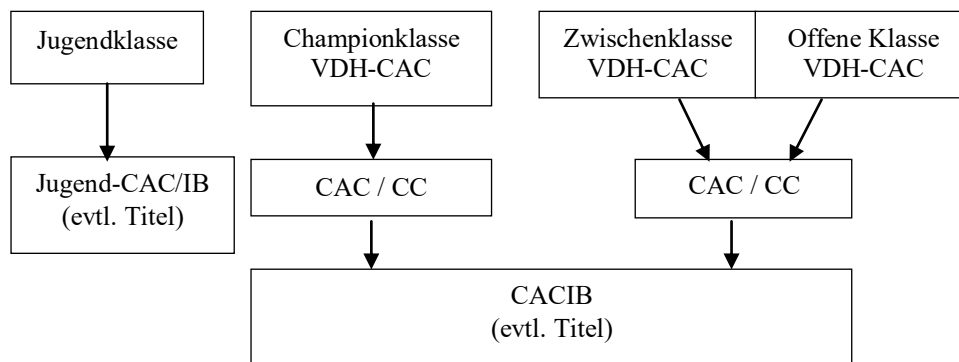 Jugendklasse
Championklasse
VDH-CAC
Zwischenklasse
VDH-CAC
Offene Klasse
VDH-CAC
Jugend-CAC/IB
(evtl. Titel)
CAC / CC
CAC / CC
CACIB
(evtl. Titel)